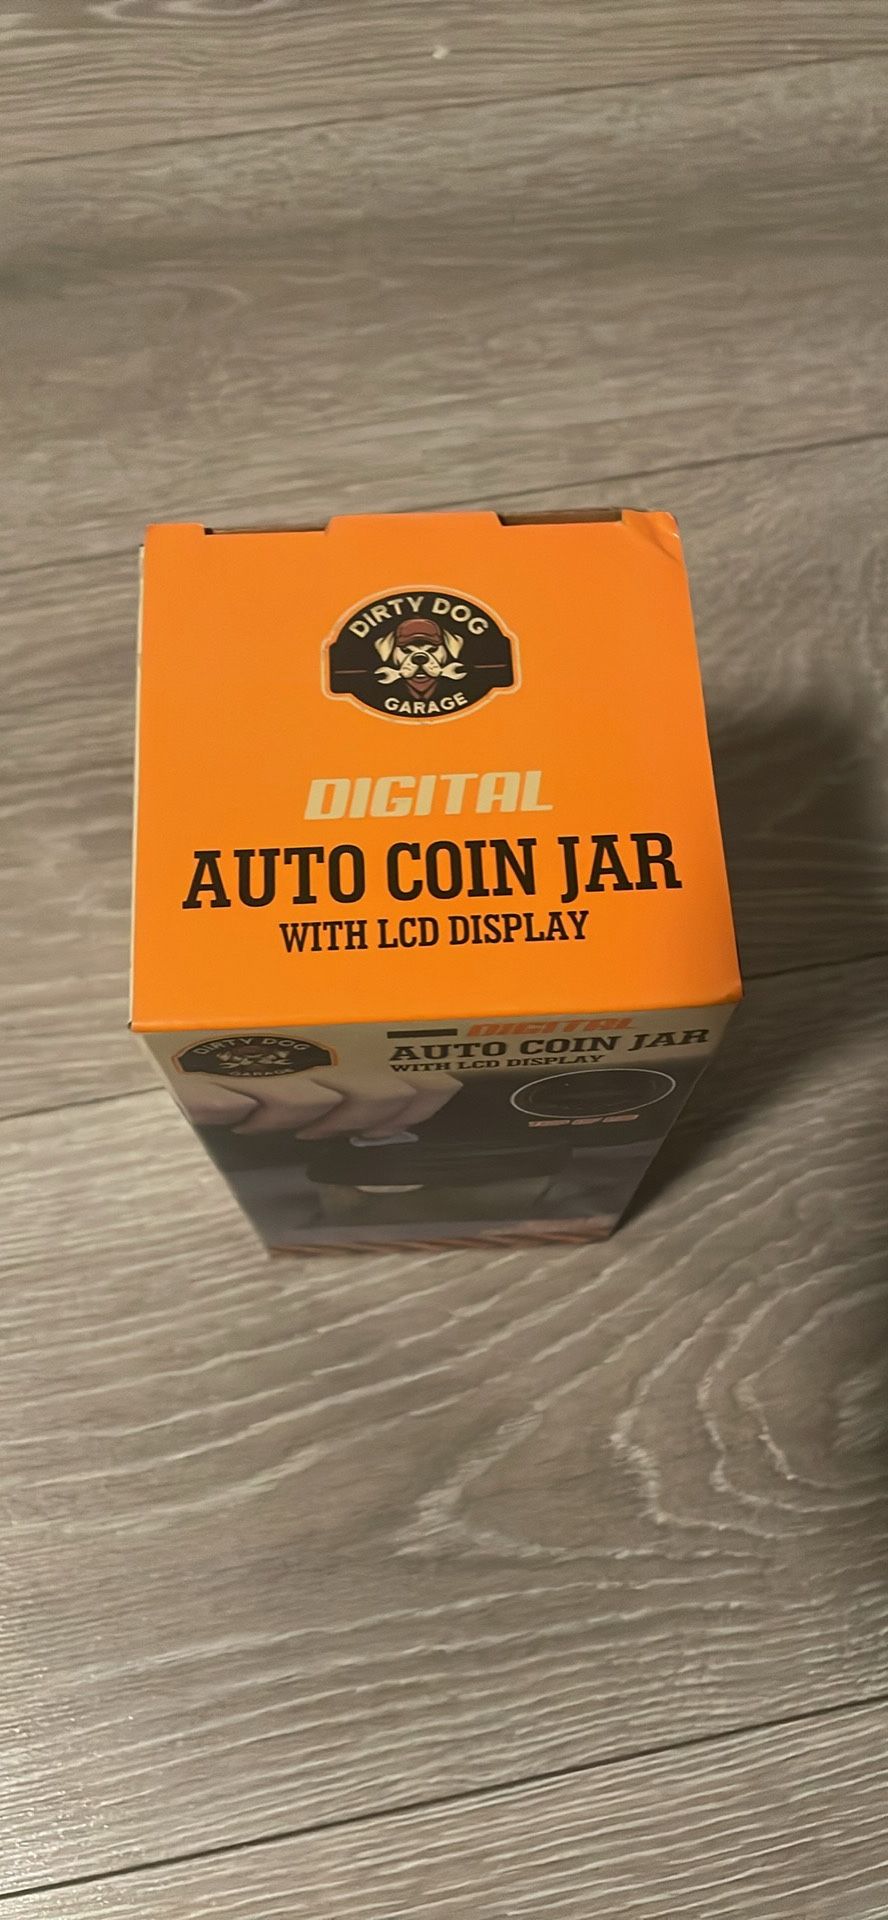 DIRTY DOG
GARAGE
DIGITAL
AUTO COIN JAR
WITH LCD DISPLAY
DIRTY DOG
GARAGE
DIGITAL
AUTO COIN JAR
WITH LCD DISPLAY